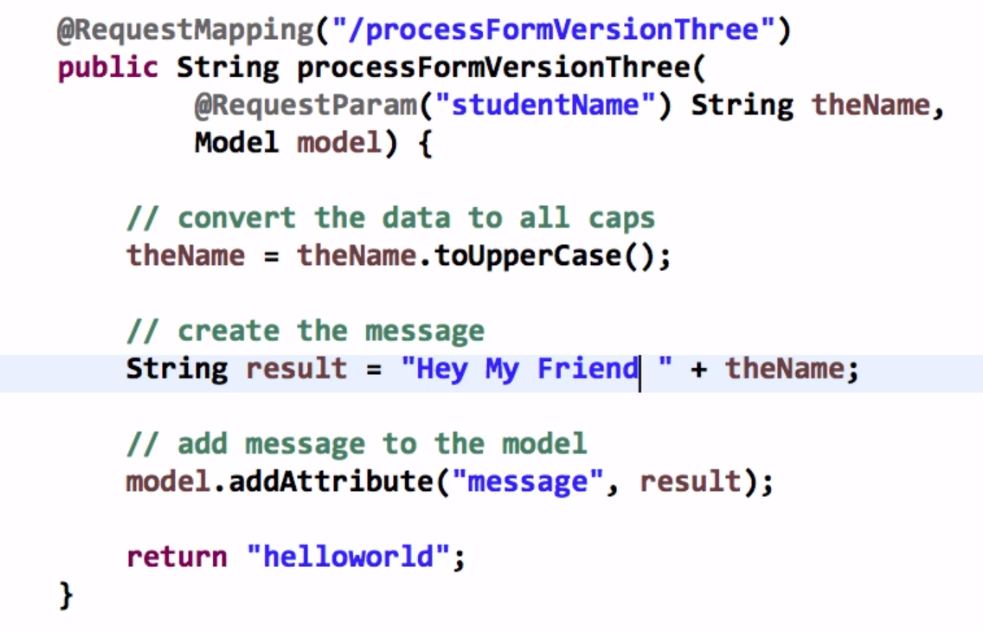 @RequestMapping("/processFormVersionThree")
public String processFormVersionThree(
@RequestParam("studentName") String theName,
Model model) {
// convert the data to all caps
theName = theName.toUpperCase();
// create the message
String result = "Hey My Friend " + theName;
// add message to the model
model.addAttribute("message", result);
return "helloworld";
}